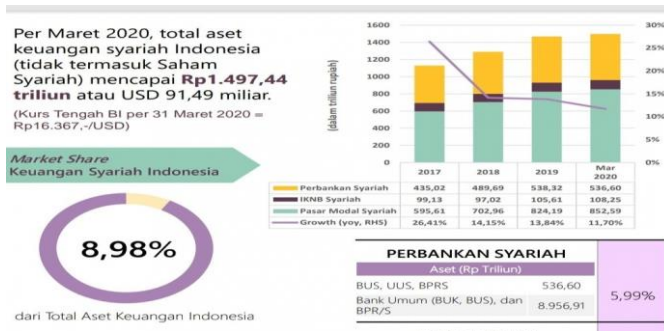 Per Maret 2020, total aset
keuangan syariah Indonesia
(tidak termasuk Saham
Syariah) mencapai Rp1.497,44
triliun atau USD 91,49 miliar.
(Kurs Tengah BI per 31 Maret 2020 =
Rp16.367,-/USD)
Market Share
Keuangan Syariah Indonesia
8,98%
dari Total Aset Keuangan Indonesia
(dalam triliun rupiah)
1600
1400
1200
1000
800
600
400
200
0
30%
25%
20%
15%
10%
5%
0%
2017 2018 2019 Mar 2020
Perbankan Syariah 435,02 489,69 538,32 536,60
IKNB Syariah 99,13 97,02 105,61 108,25
Pasar Modal Syariah 595,61 702,96 824,19 852,59
Growth (yoy, RHS) 26,41% 14,15% 13,84% 11,70%
PERBANKAN SYARIAH
Aset (Rp Triliun)
BUS, UUS, BPRS 536,60
Bank Umum (BUK, BUS), dan
BPR/S 8.956,91
5,99%